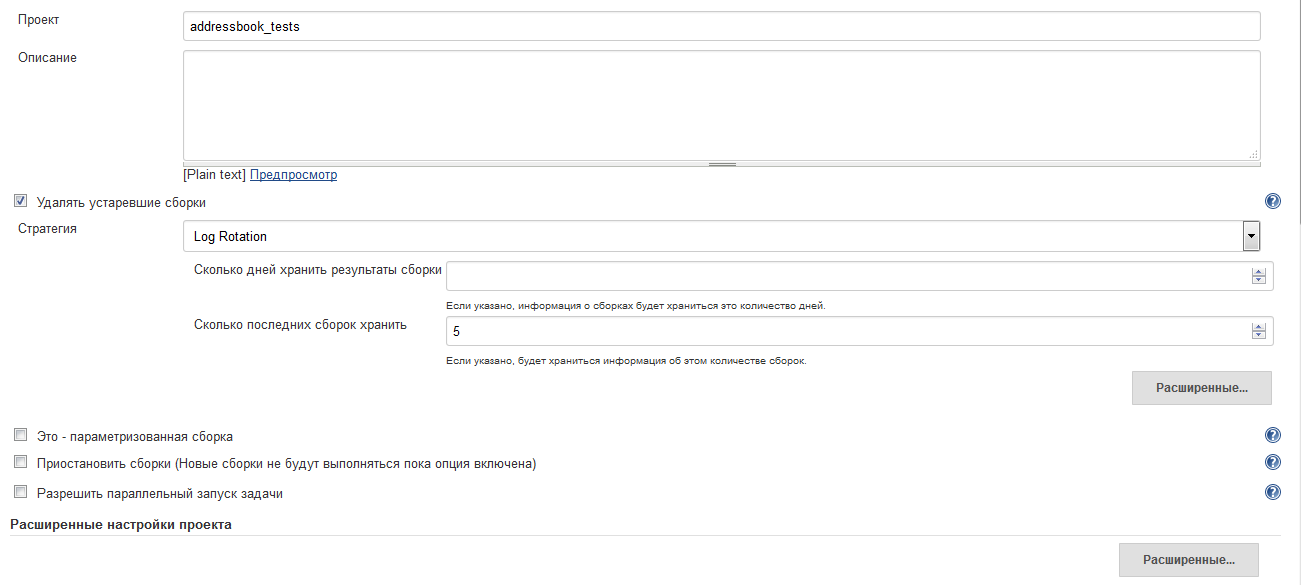 Проект
addressbook_tests
Описание
[Plain text] Предпросмотр
Удалять устаревшие сборки
Стратегия
Log Rotation
Сколько дней хранить результаты сборки
Если указано, информация о сборках будет храниться это количество дней.
Сколько последних сборок хранить
5
Если указано, будет храниться информация об этом количестве сборок.
Расширенные...
Это - параметризованная сборка
Приостановить сборки (Новые сборки не будут выполняться пока опция включена)
Разрешить параллельный запуск задачи
Расширенные настройки проекта
Расширенные...